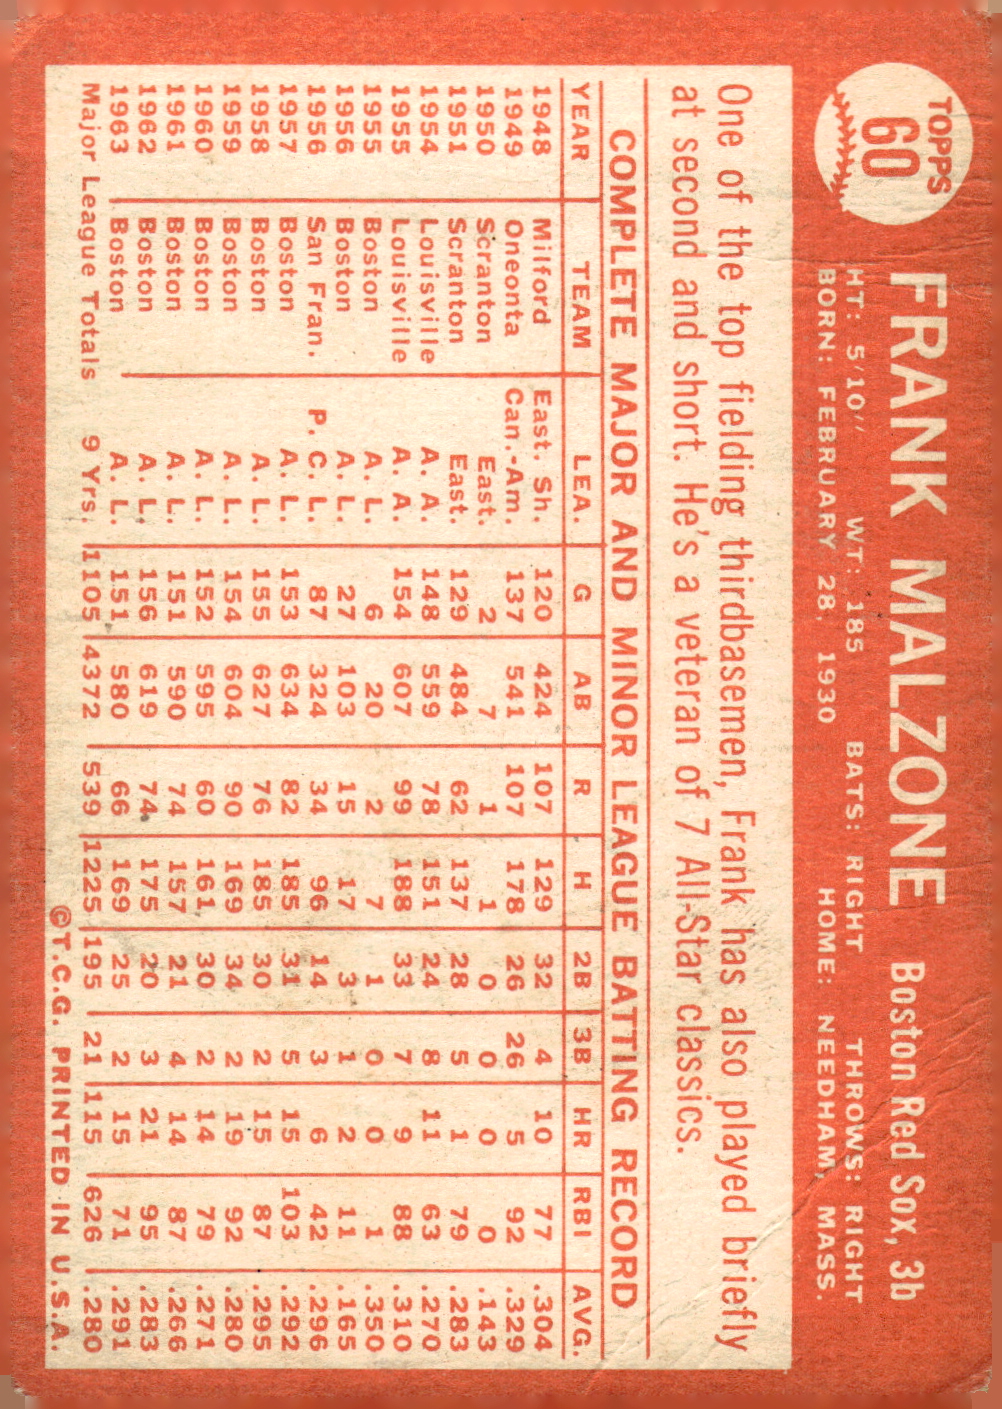 TOPPS
60
FRANK MALZONE Boston Red Sox, 3b
HT: 5'10" WT: 185 BATS: RIGHT THROWS: RIGHT
BORN: FEBRUARY 28, 1930 HOME: NEEDHAM, MASS.
One of the top fielding thirdbasemen, Frank has also played briefly
at second and short. He's a veteran of 7 All-Star classics.
COMPLETE MAJOR AND MINOR LEAGUE BATTING RECORD
YEAR TEAM LEA. G AB R H 2B 3B HR RBI AVG.
1948 Milford East. Sh. 120 424 107 129 32 4 10 77 .304
1949 Oneonta Can.-Am. 137 541 107 178 26 26 5 92 .329
1950 Scranton East. 2 7 1 1 0 0 0 0 .143
1951 Scranton East. 129 484 62 137 28 5 1 79 .283
1954 Louisville A. A. 148 559 78 151 24 8 11 63 .270
1955 Louisville A. A. 154 607 99 188 33 7 9 88 .310
1955 Boston A. L. 6 20 2 7 1 0 0 1 .350
1956 Boston A. L. 27 103 15 17 3 1 2 11 .165
1956 San Fran. P. C. L. 87 324 34 96 14 3 6 42 .296
1957 Boston A. L. 153 634 82 185 31 5 15 103 .292
1958 Boston A. L. 155 627 76 185 30 2 15 87 .295
1959 Boston A. L. 154 604 90 169 34 2 19 92 .280
1960 Boston A. L. 152 595 60 161 30 2 14 79 .271
1961 Boston A. L. 151 590 74 157 21 4 14 87 .266
1962 Boston A. L. 156 619 74 175 20 3 21 95 .283
1963 Boston A. L. 151 580 66 169 25 2 15 71 .291
Major League Totals 9 Yrs. 1105 4372 539 1225 195 21 115 626 .280
©T.C.G. PRINTED IN U.S.A.